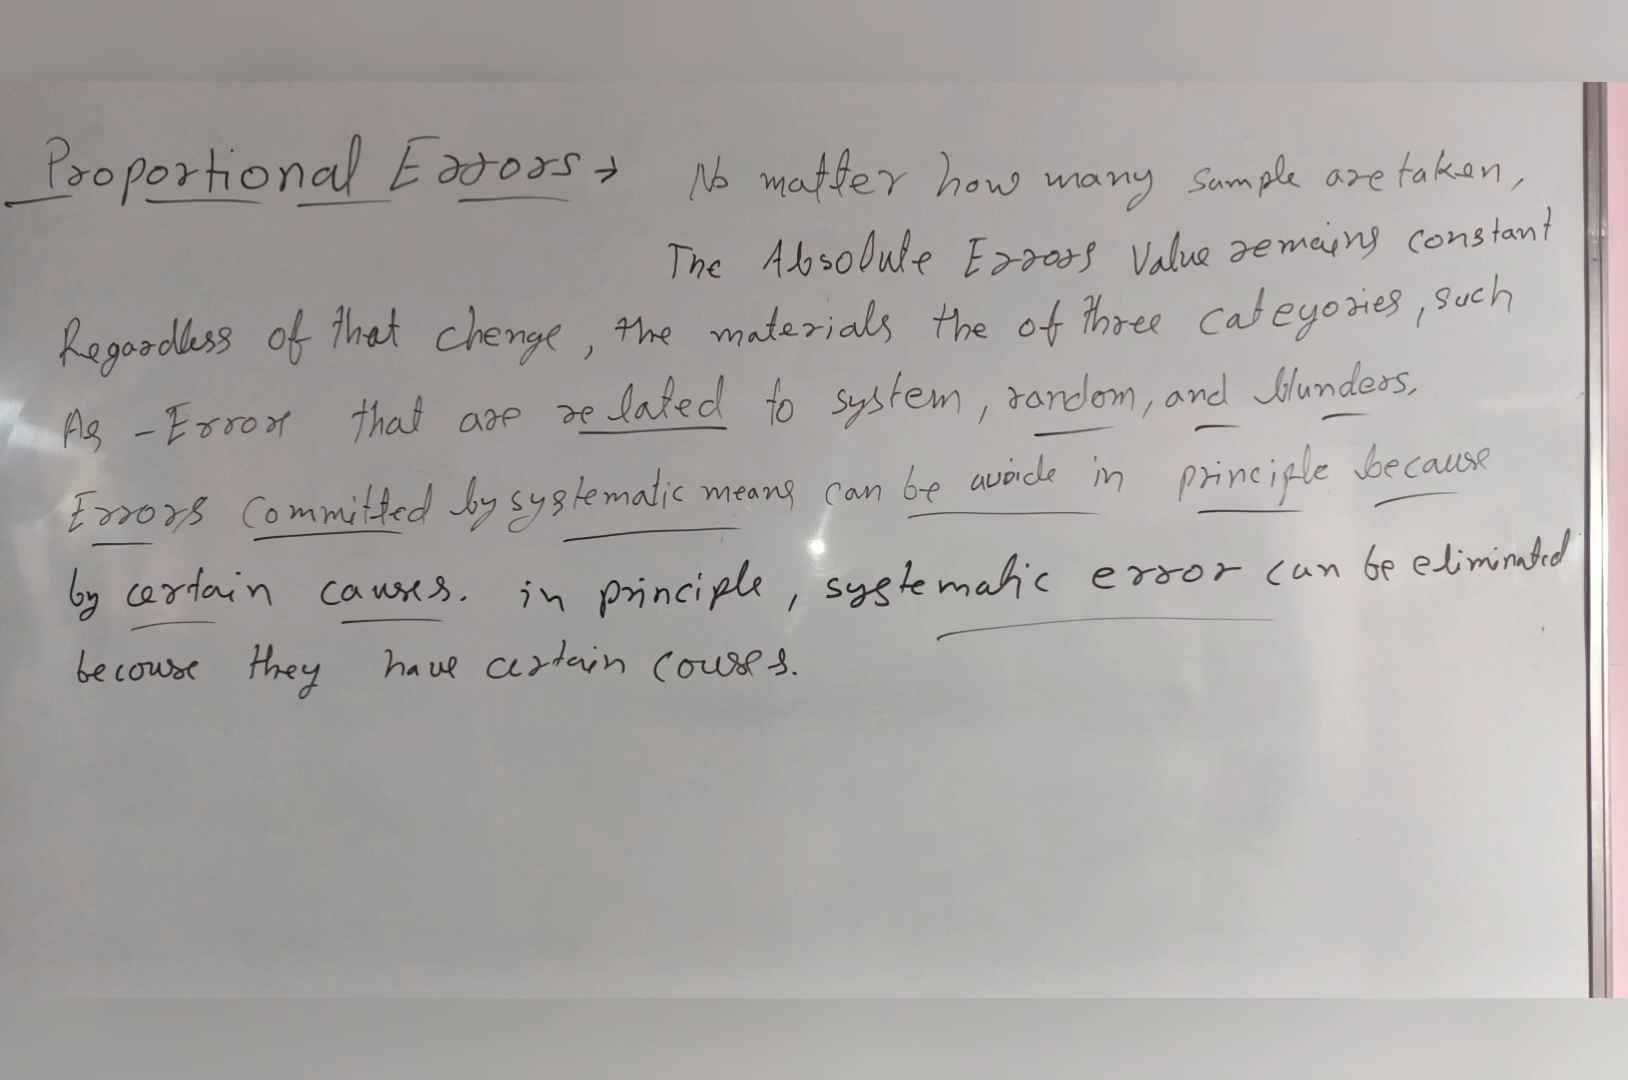 Proportional Errors → No matter how many sample are taken,
The Absolute Errors Value remains constant
Regardless of that chenge, the materials the of three categories, such
As - Error that are related to system, random, and blunders.
Errors committed by systematic means can be avoide in principle because
by certain causes. in principle, systematic error can be eliminated
becouse they have certain couses.